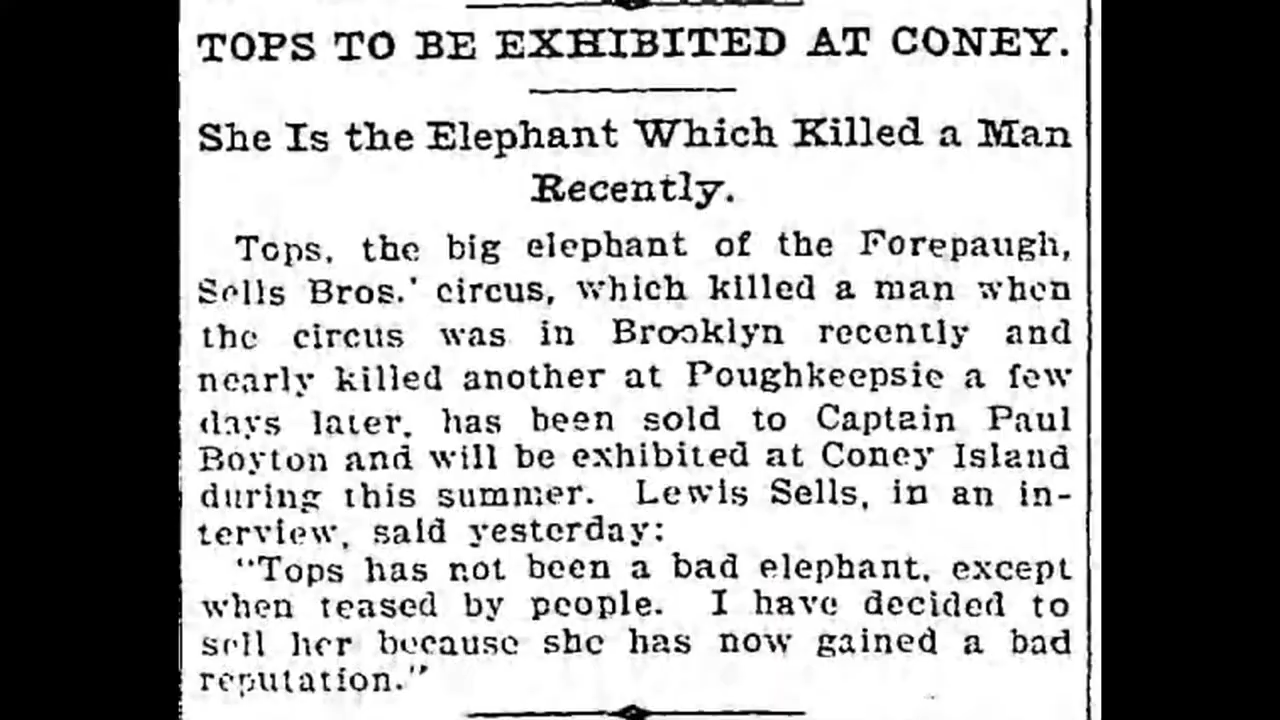 TOPS TO BE EXHIBITED AT CONEY.
She Is the Elephant Which Killed a Man
Recently.
Tops, the big elephant of the Forepaugh,
Sells Bros.' circus, which killed a man when
the circus was in Brooklyn recently and
nearly killed another at Poughkeepsie a few
days later, has been sold to Captain Paul
Boyton and will be exhibited at Coney Island
during this summer. Lewis Sells, in an in-
terview, said yesterday:
"Tops has not been a bad elephant, except
when teased by people. I have decided to
sell her because she has now gained a bad
reputation."